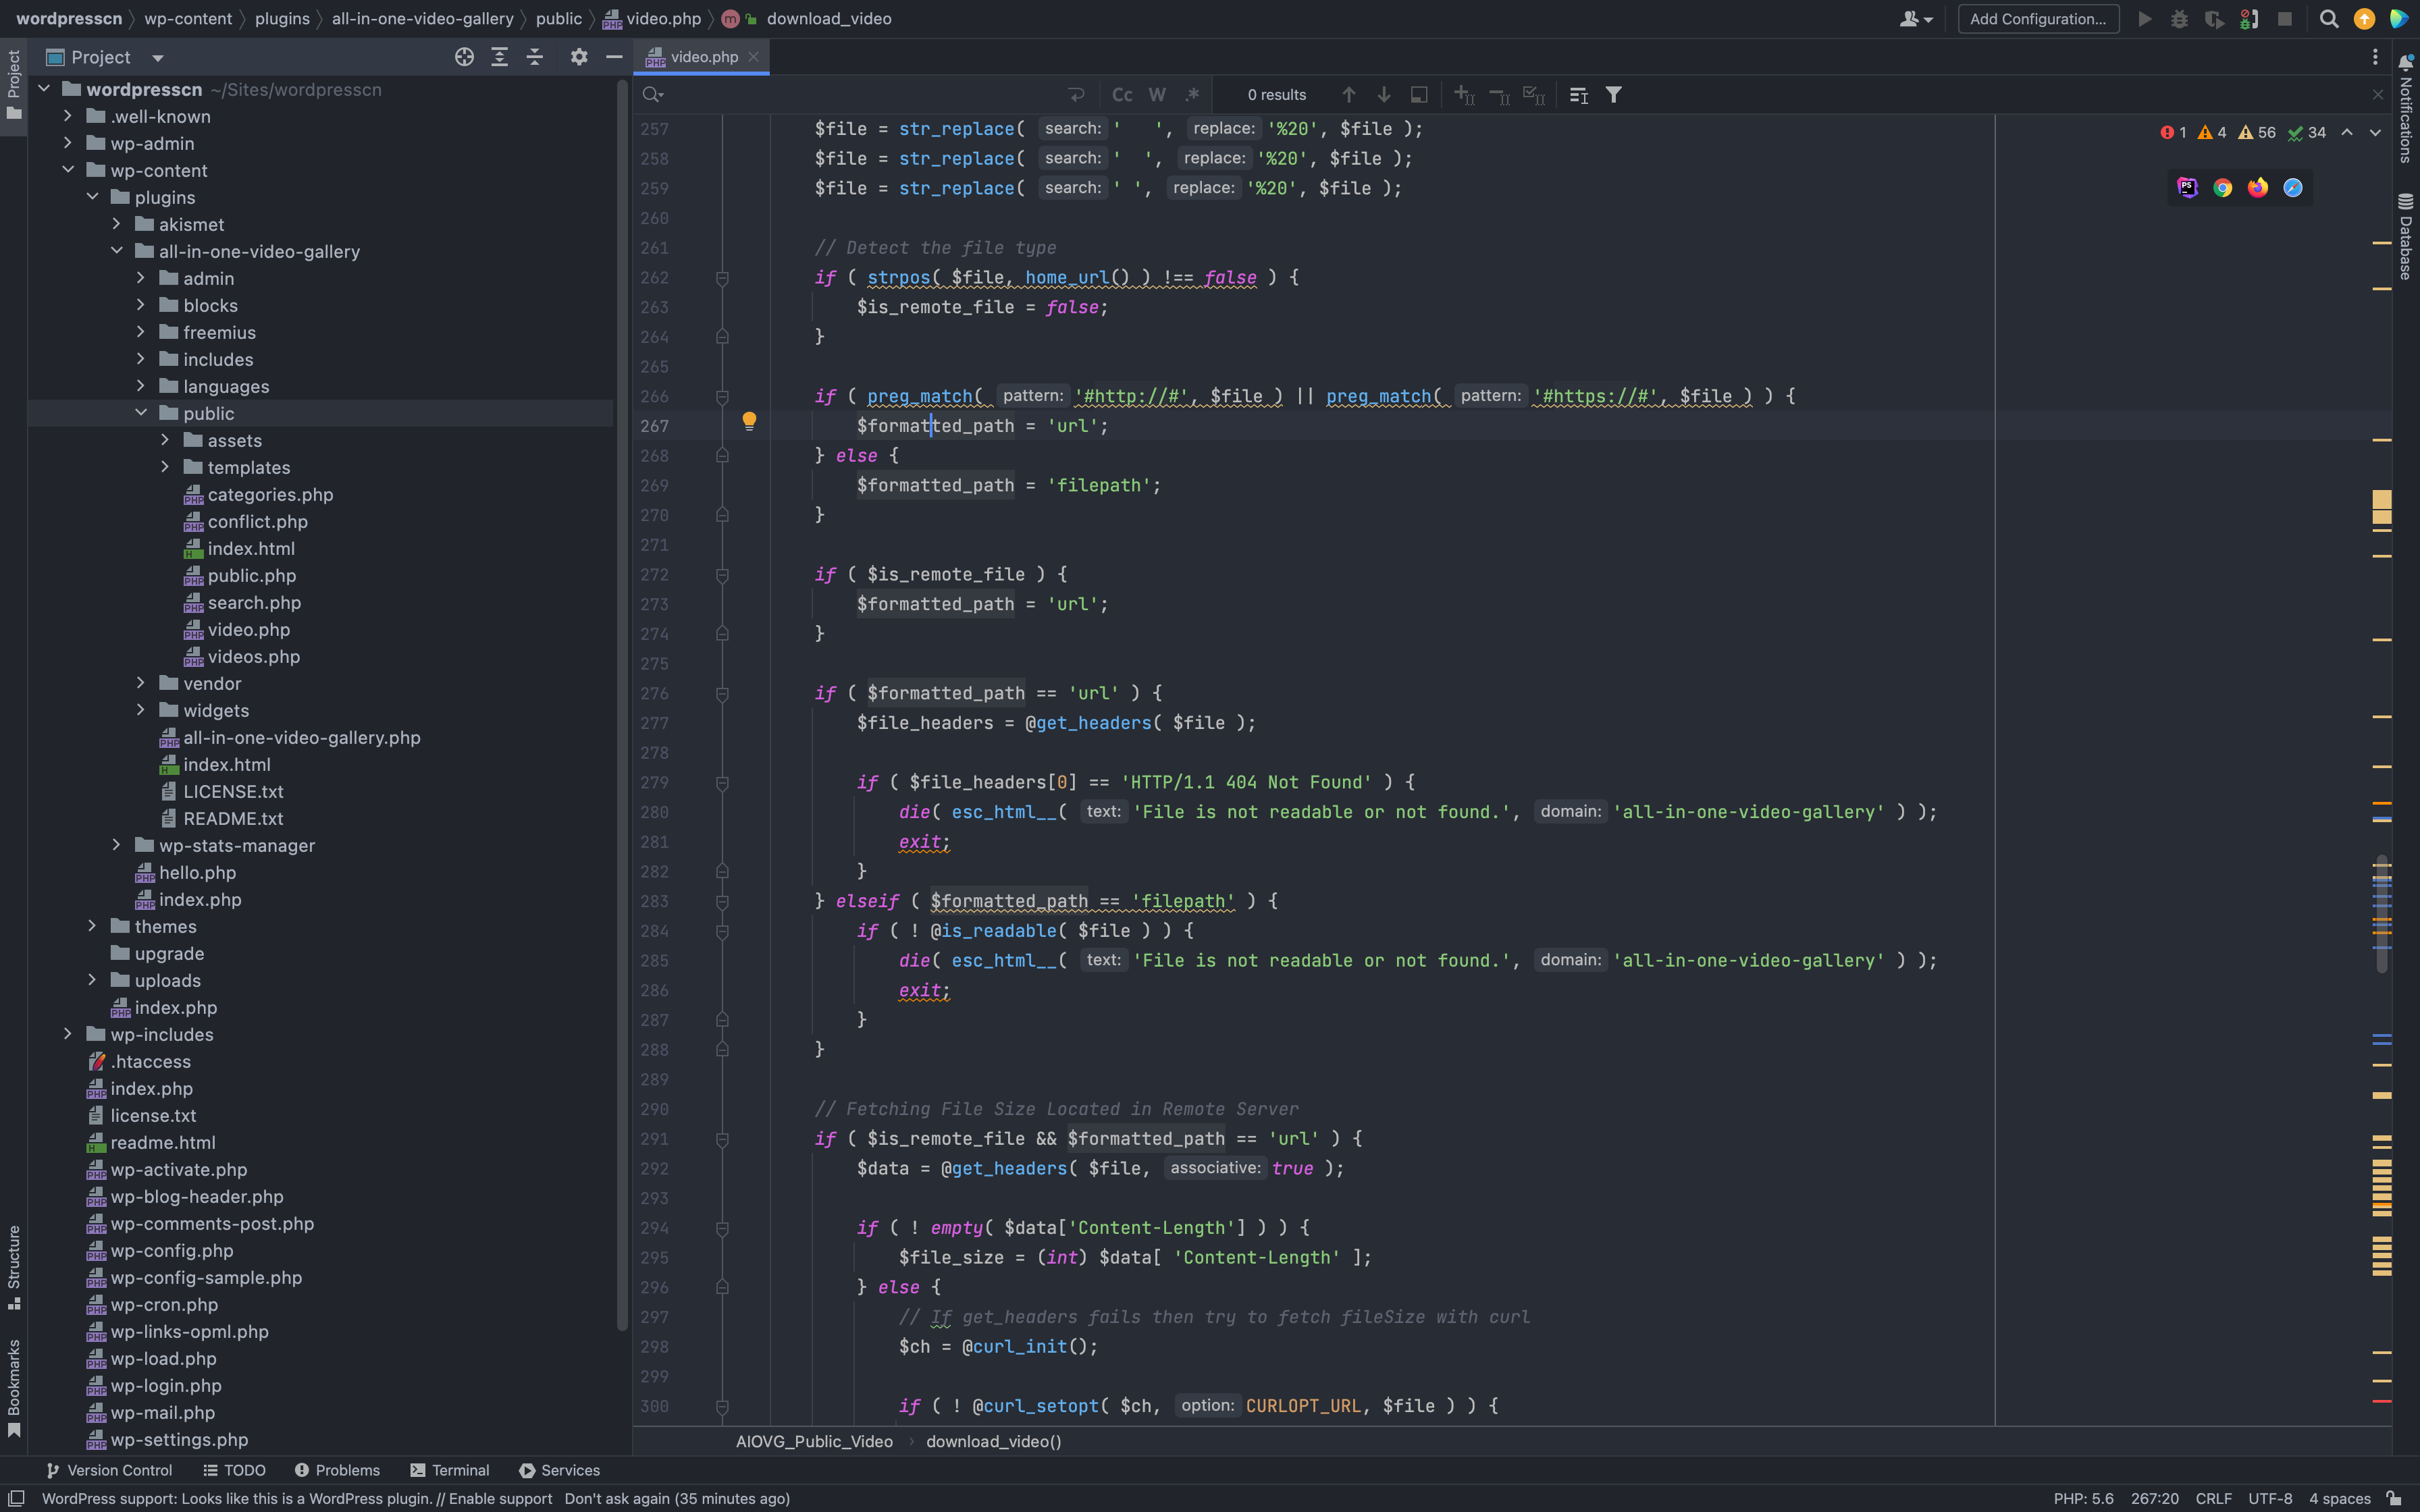 wordpresscn wp-content plugins all-in-one-video-gallery public video.php m download_video
Add Configuration...
Project
Project
wordpresscn ~/Sites/wordpresscn
.well-known
wp-admin
wp-content
plugins
akismet
all-in-one-video-gallery
admin
blocks
freemius
includes
languages
public
assets
templates
categories.php
conflict.php
index.html
public.php
search.php
video.php
videos.php
vendor
widgets
all-in-one-video-gallery.php
index.html
LICENSE.txt
README.txt
wp-stats-manager
hello.php
index.php
themes
upgrade
uploads
index.php
wp-includes
.htaccess
index.php
license.txt
readme.html
wp-activate.php
wp-blog-header.php
wp-comments-post.php
wp-config.php
wp-config-sample.php
wp-cron.php
wp-links-opml.php
wp-load.php
wp-login.php
wp-mail.php
wp-settings.php
Structure
Bookmarks
video.php
Cc W .* 0 results
1 4 56 34
257 $file = str_replace( search: '   ', replace: '%20', $file );
258 $file = str_replace( search: '  ', replace: '%20', $file );
259 $file = str_replace( search: ' ', replace: '%20', $file );
260
261 // Detect the file type
262 if ( strpos( $file, home_url() ) !== false ) {
263 $is_remote_file = false;
264 }
265
266 if ( preg_match( pattern: '#http://#', $file ) || preg_match( pattern: '#https://#', $file ) ) {
267 $formatted_path = 'url';
268 } else {
269 $formatted_path = 'filepath';
270 }
271
272 if ( $is_remote_file ) {
273 $formatted_path = 'url';
274 }
275
276 if ( $formatted_path == 'url' ) {
277 $file_headers = @get_headers( $file );
278
279 if ( $file_headers[0] == 'HTTP/1.1 404 Not Found' ) {
280 die( esc_html__( text: 'File is not readable or not found.', domain: 'all-in-one-video-gallery' ) );
281 exit;
282 }
283 } elseif ( $formatted_path == 'filepath' ) {
284 if ( ! @is_readable( $file ) ) {
285 die( esc_html__( text: 'File is not readable or not found.', domain: 'all-in-one-video-gallery' ) );
286 exit;
287 }
288 }
289
290 // Fetching File Size Located in Remote Server
291 if ( $is_remote_file && $formatted_path == 'url' ) {
292 $data = @get_headers( $file, associative: true );
293
294 if ( ! empty( $data['Content-Length'] ) ) {
295 $file_size = (int) $data[ 'Content-Length' ];
296 } else {
297 // If get_headers fails then try to fetch fileSize with curl
298 $ch = @curl_init();
299
300 if ( ! @curl_setopt( $ch, option: CURLOPT_URL, $file ) ) {
AIOVG_Public_Video download_video()
Notifications
Database
Version Control TODO Problems Terminal Services
WordPress support: Looks like this is a WordPress plugin. // Enable support Don't ask again (35 minutes ago)
PHP: 5.6 267:20 CRLF UTF-8 4 spaces